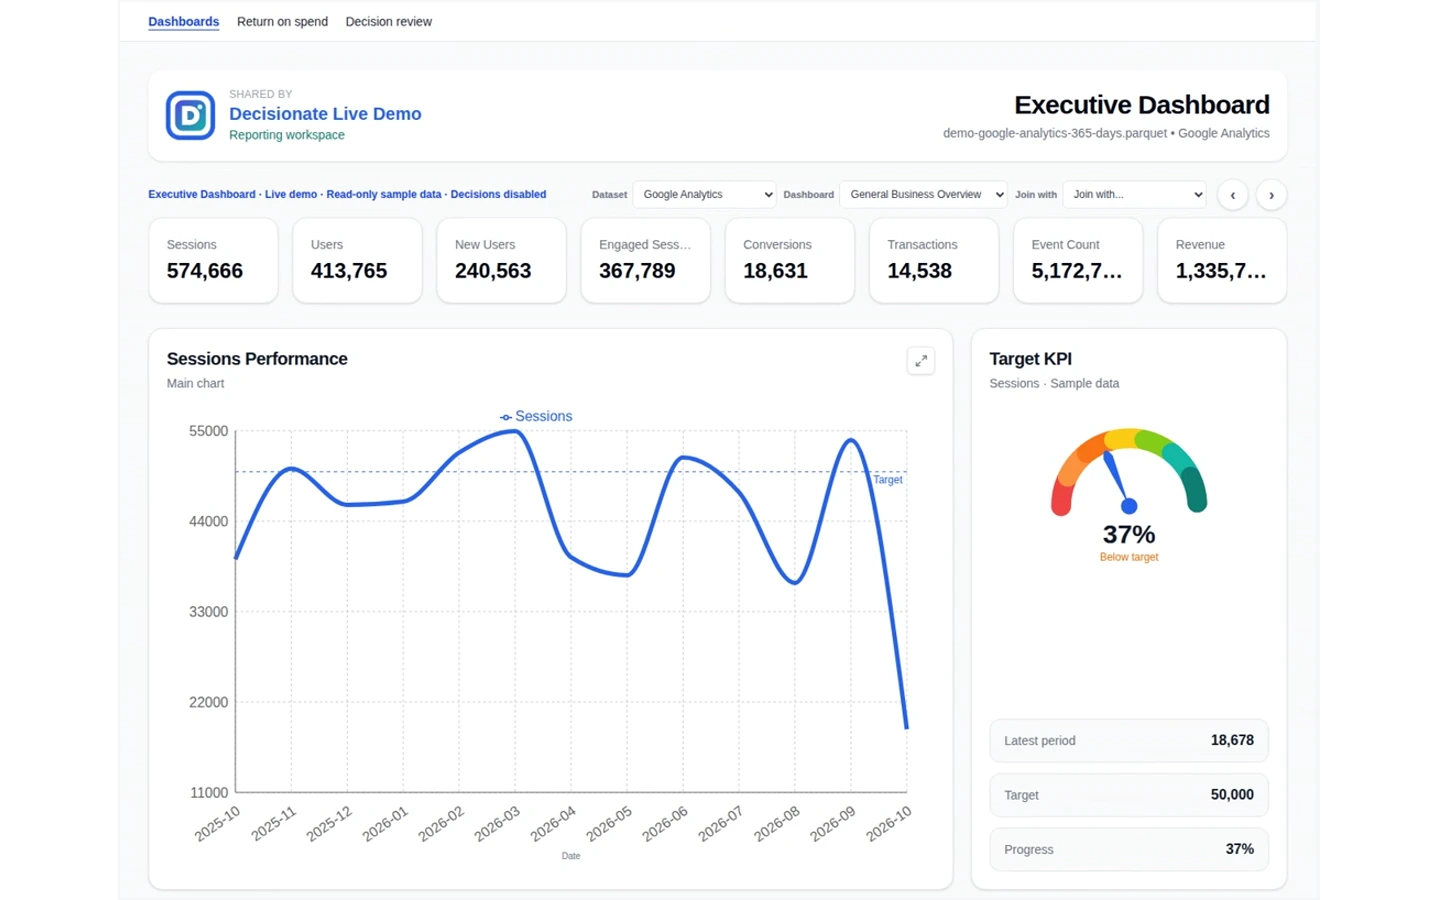 Dashboards Return on spend Decision review
SHARED BY
Decisionate Live Demo
Reporting workspace
Executive Dashboard
demo-google-analytics-365-days.parquet • Google Analytics
Executive Dashboard · Live demo · Read-only sample data · Decisions disabled
Dataset Google Analytics Dashboard General Business Overview Join with Join with...
Sessions
574,666
Users
413,765
New Users
240,563
Engaged Sess...
367,789
Conversions
18,631
Transactions
14,538
Event Count
5,172,7...
Revenue
1,335,7...
Sessions Performance
Main chart
Sessions
55000
44000
33000
22000
11000
Target
2025-10
2025-11
2025-12
2026-01
2026-02
2026-03
2026-04
2026-05
2026-06
2026-07
2026-08
2026-09
2026-10
Date
Target KPI
Sessions · Sample data
37%
Below target
Latest period 18,678
Target 50,000
Progress 37%